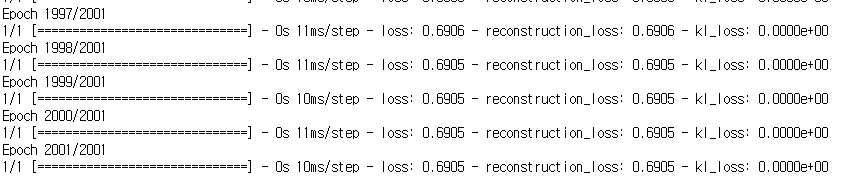 Epoch 1997/2001
1/1 [==============================] - 0s 11ms/step - loss: 0.6906 - reconstruction_loss: 0.6906 - kl_loss: 0.0000e+00
Epoch 1998/2001
1/1 [==============================] - 0s 11ms/step - loss: 0.6905 - reconstruction_loss: 0.6905 - kl_loss: 0.0000e+00
Epoch 1999/2001
1/1 [==============================] - 0s 10ms/step - loss: 0.6905 - reconstruction_loss: 0.6905 - kl_loss: 0.0000e+00
Epoch 2000/2001
1/1 [==============================] - 0s 11ms/step - loss: 0.6905 - reconstruction_loss: 0.6905 - kl_loss: 0.0000e+00
Epoch 2001/2001
1/1 [==============================] - 0s 10ms/step - loss: 0.6905 - reconstruction_loss: 0.6905 - kl_loss: 0.0000e+00